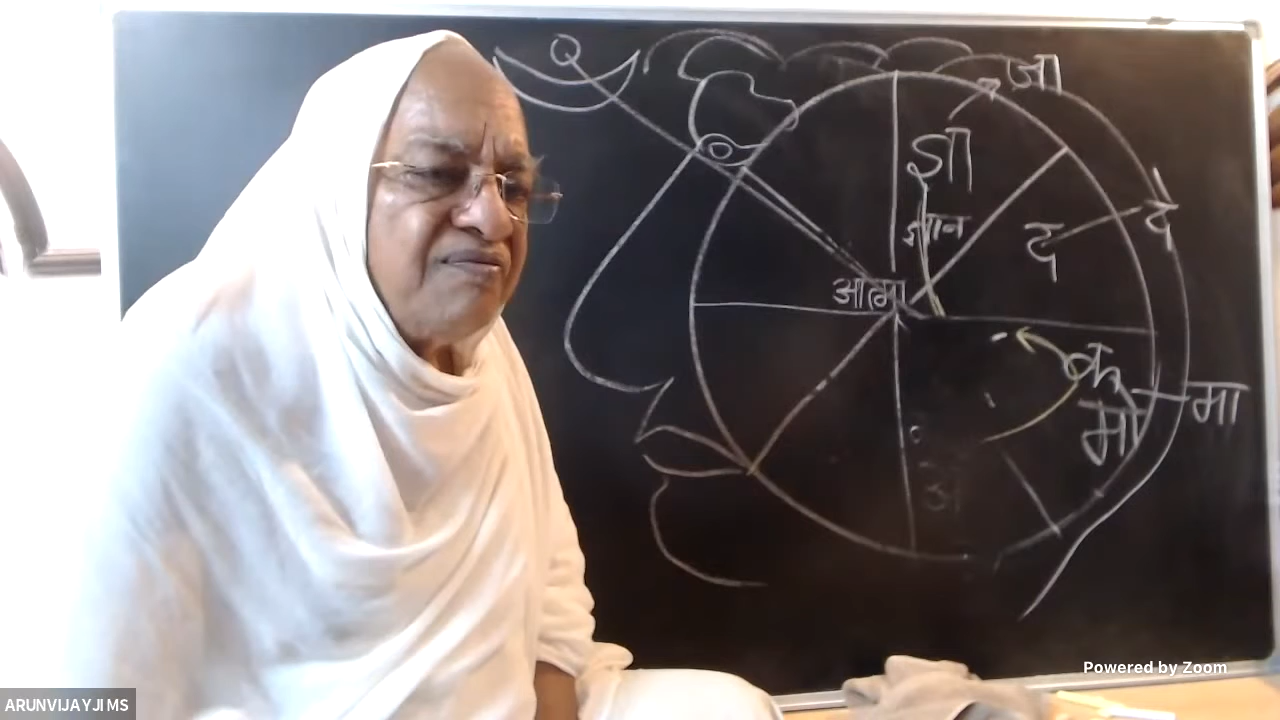 जा
ज्ञा
ज्ञान
द
दे
आत्मा
मो
मा
Powered by Zoom
ARUNVIJAYJI MS